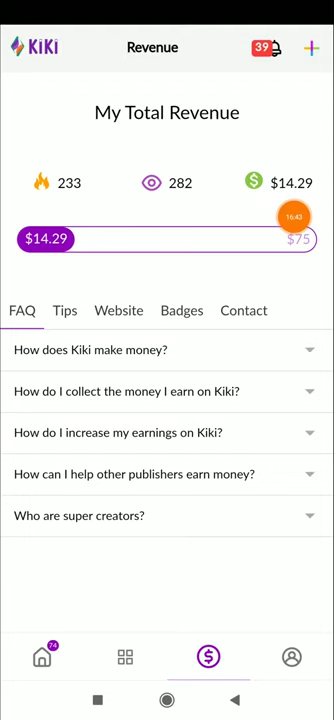 KiKi
Revenue
39
My Total Revenue
233
282
$14.29
16:43
$14.29
$75
FAQ Tips Website Badges Contact
How does Kiki make money?
How do I collect the money I earn on Kiki?
How do I increase my earnings on Kiki?
How can I help other publishers earn money?
Who are super creators?
74